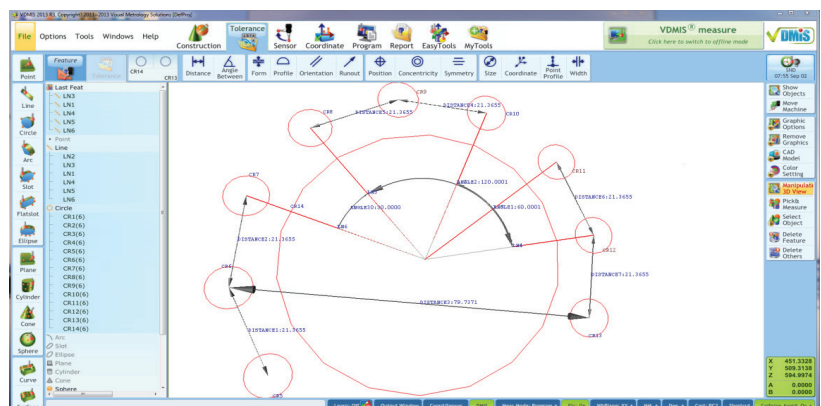 VDMIS 2013 R3, Copyright 2011-2013 Visual Metrology Solutions [DefPrg]
File Options Tools Windows Help
Construction Tolerance Sensor Coordinate Program Report EasyTools MyTools
VDMIS® measure
Click here to switch to offline mode
VDMIS
Point
Feature
Tolerance
CR14 CR13
Distance Angle Between Form Profile Orientation Runout Position Concentricity Symmetry Size Coordinate Point Profile Width
SH0
07:55 Sep 03
Line
Circle
Arc
Slot
Flatslot
Ellipse
Plane
Cylinder
Cone
Sphere
Curve
Last Feat
LN3
LN1
LN4
LN5
LN6
Point
Line
LN2
LN3
LN1
LN4
LN5
LN6
Circle
CR1(6)
CR2(6)
CR3(6)
CR4(6)
CR5(6)
CR6(6)
CR7(6)
CR8(6)
CR9(6)
CR10(6)
CR11(6)
CR12(6)
CR13(6)
CR14(6)
Arc
Slot
Ellipse
Plane
Cylinder
Cone
Sphere
CR9
CR8
DISTANCE5:21.3655
DISTANCE4:21.3655
CR10
CR7
CR11
ANGLE2:120.0001
DISTANCE6:21.3655
CR14
ANGLE1:60.0001
CR12
DISTANCE2:21.3655
CR6
DISTANCE7:21.3655
DISTANCE3:79.7371
DISTANCE1:21.3655
CR13
CR5
Show Objects
Move Machine
Graphic Options
Remove Graphics
CAD Model
Color Setting
Manipulate 3D View
Pick& Measure
Select Object
Delete Feature
Delete Others
X 451.3328
Y 509.3138
Z 594.9974
A 0.0000
B 0.0000